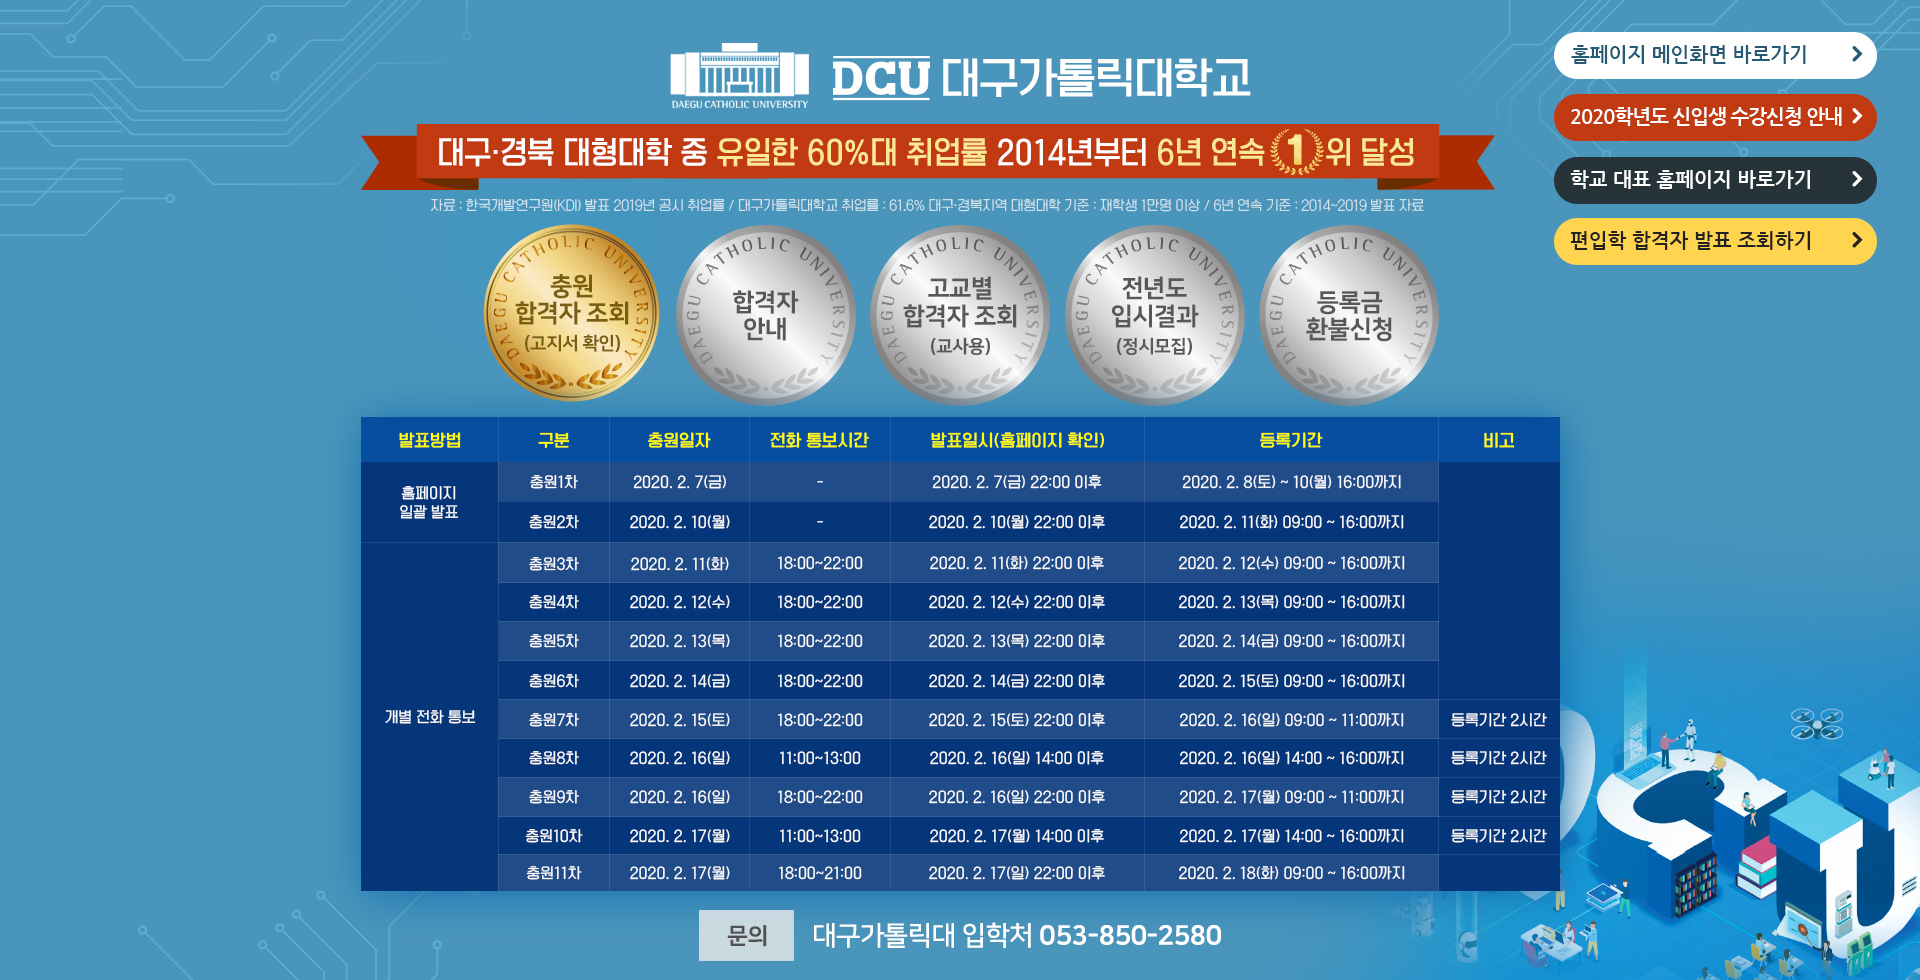 DAEGU CATHOLIC UNIVERSITY
DCU 대구가톨릭대학교
홈페이지 메인화면 바로가기
2020학년도 신입생 수강신청 안내
학교 대표 홈페이지 바로가기
편입학 합격자 발표 조회하기
대구·경북 대형대학 중 유일한 60%대 취업률 2014년부터 6년 연속 1위 달성
자료 : 한국개발연구원(KDI) 발표 2019년 공시 취업률 / 대구가톨릭대학교 취업률 : 61.6% 대구·경북지역 대형대학 기준 : 재학생 1만명 이상 / 6년 연속 기준 : 2014~2019 발표 자료
DAEGU CATHOLIC UNIVERSITY
충원
합격자 조회
(고지서 확인)
DAEGU CATHOLIC UNIVERSITY
합격자
안내
DAEGU CATHOLIC UNIVERSITY
고교별
합격자 조회
(교사용)
DAEGU CATHOLIC UNIVERSITY
전년도
입시결과
(정시모집)
DAEGU CATHOLIC UNIVERSITY
등록금
환불신청
발표방법 구분 충원일자 전화 통보시간 발표일시(홈페이지 확인) 등록기간 비고
홈페이지
일괄 발표
충원1차 2020. 2. 7(금) - 2020. 2. 7(금) 22:00 이후 2020. 2. 8(토) ~ 10(월) 16:00까지
충원2차 2020. 2. 10(월) - 2020. 2. 10(월) 22:00 이후 2020. 2. 11(화) 09:00 ~ 16:00까지
개별 전화 통보
충원3차 2020. 2. 11(화) 18:00~22:00 2020. 2. 11(화) 22:00 이후 2020. 2. 12(수) 09:00 ~ 16:00까지
충원4차 2020. 2. 12(수) 18:00~22:00 2020. 2. 12(수) 22:00 이후 2020. 2. 13(목) 09:00 ~ 16:00까지
충원5차 2020. 2. 13(목) 18:00~22:00 2020. 2. 13(목) 22:00 이후 2020. 2. 14(금) 09:00 ~ 16:00까지
충원6차 2020. 2. 14(금) 18:00~22:00 2020. 2. 14(금) 22:00 이후 2020. 2. 15(토) 09:00 ~ 16:00까지
충원7차 2020. 2. 15(토) 18:00~22:00 2020. 2. 15(토) 22:00 이후 2020. 2. 16(일) 09:00 ~ 11:00까지 등록기간 2시간
충원8차 2020. 2. 16(일) 11:00~13:00 2020. 2. 16(일) 14:00 이후 2020. 2. 16(일) 14:00 ~ 16:00까지 등록기간 2시간
충원9차 2020. 2. 16(일) 18:00~22:00 2020. 2. 16(일) 22:00 이후 2020. 2. 17(월) 09:00 ~ 11:00까지 등록기간 2시간
충원10차 2020. 2. 17(월) 11:00~13:00 2020. 2. 17(월) 14:00 이후 2020. 2. 17(월) 14:00 ~ 16:00까지 등록기간 2시간
충원11차 2020. 2. 17(월) 18:00~21:00 2020. 2. 17(일) 22:00 이후 2020. 2. 18(화) 09:00 ~ 16:00까지
문의 대구가톨릭대 입학처 053-850-2580